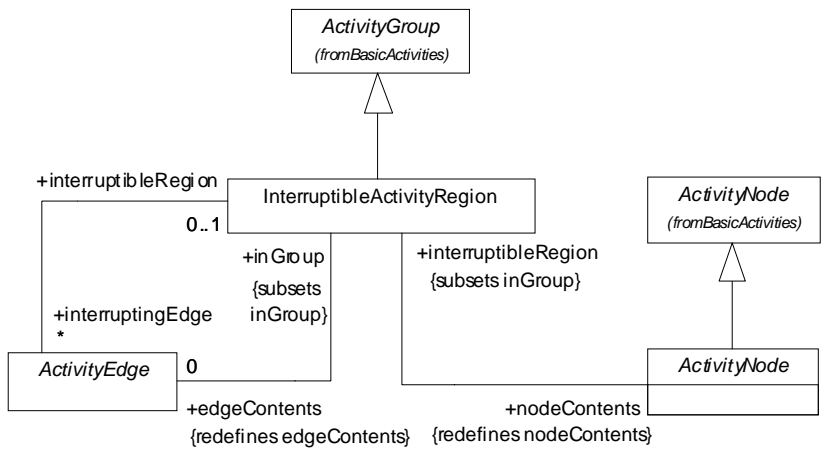 ActivityGroup
(fromBasicActivities)
+interruptibleRegion
InterruptibleActivityRegion
0..1
ActivityNode
(fromBasicActivities)
+inGroup
{subsets
inGroup}
+interruptibleRegion
{subsets inGroup}
+interruptingEdge
*
ActivityEdge
0
ActivityNode
+edgeContents
{redefines edgeContents}
+nodeContents
{redefines nodeContents}